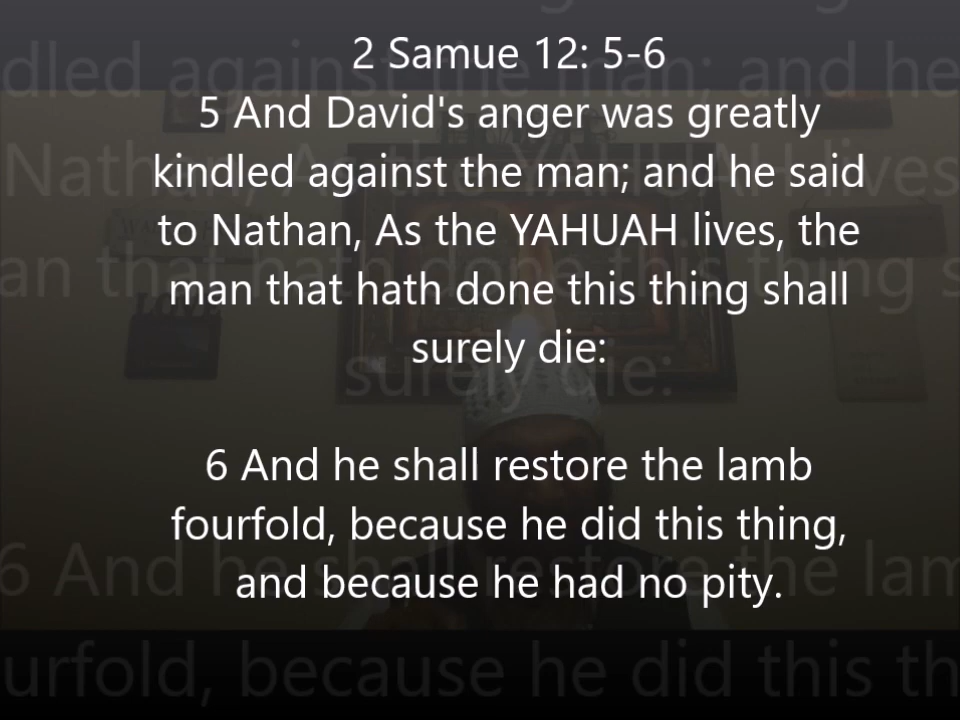 2 Samue 12: 5-6
5 And David's anger was greatly
kindled against the man; and he said
to Nathan, As the YAHUAH lives, the
man that hath done this thing shall
surely die:
6 And he shall restore the lamb
fourfold, because he did this thing,
and because he had no pity.